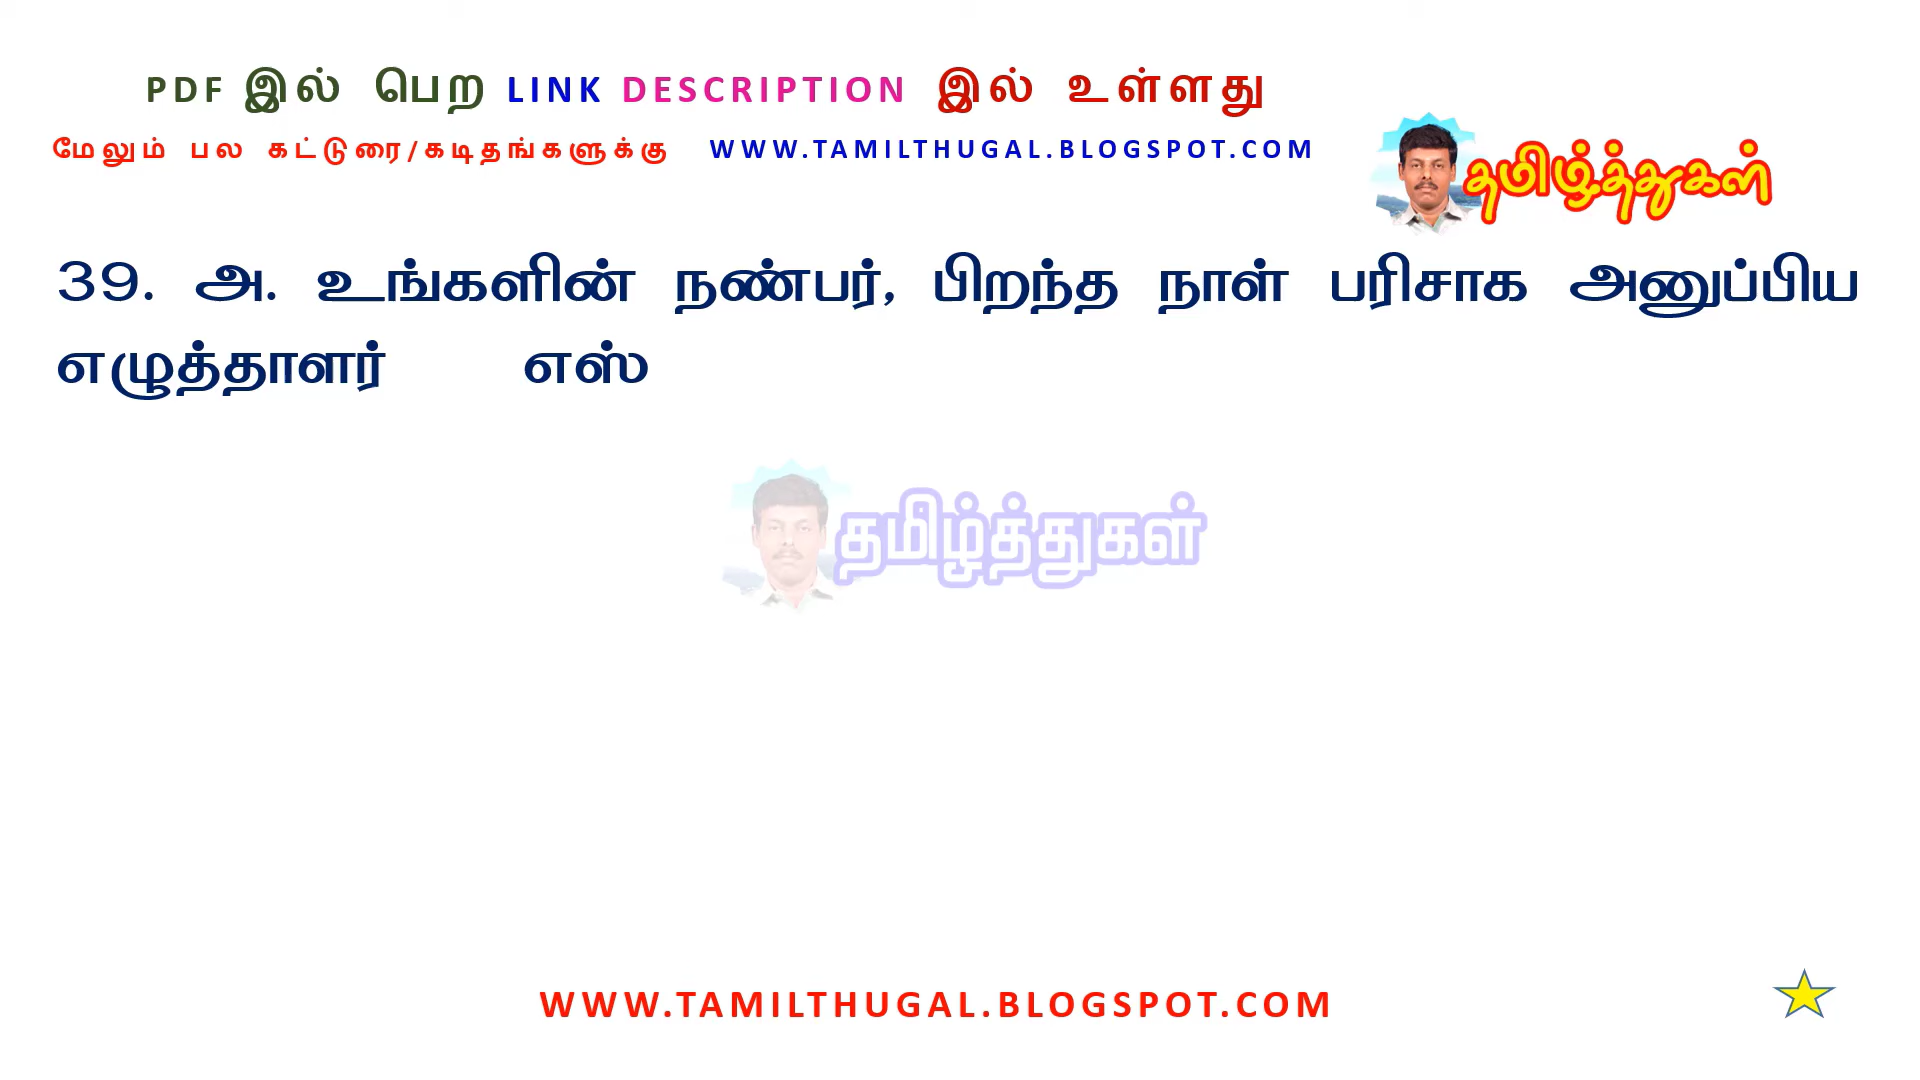 PDF இல் பெற LINK DESCRIPTION இல் உள்ளது
மேலும் பல கட்டுரை/கடிதங்களுக்கு WWW.TAMILTHUGAL.BLOGSPOT.COM
தமிழ்த்துகள்
39. அ. உங்களின் நண்பர், பிறந்த நாள் பரிசாக அனுப்பிய
எழுத்தாளர் எஸ்
தமிழ்த்துகள்
WWW.TAMILTHUGAL.BLOGSPOT.COM